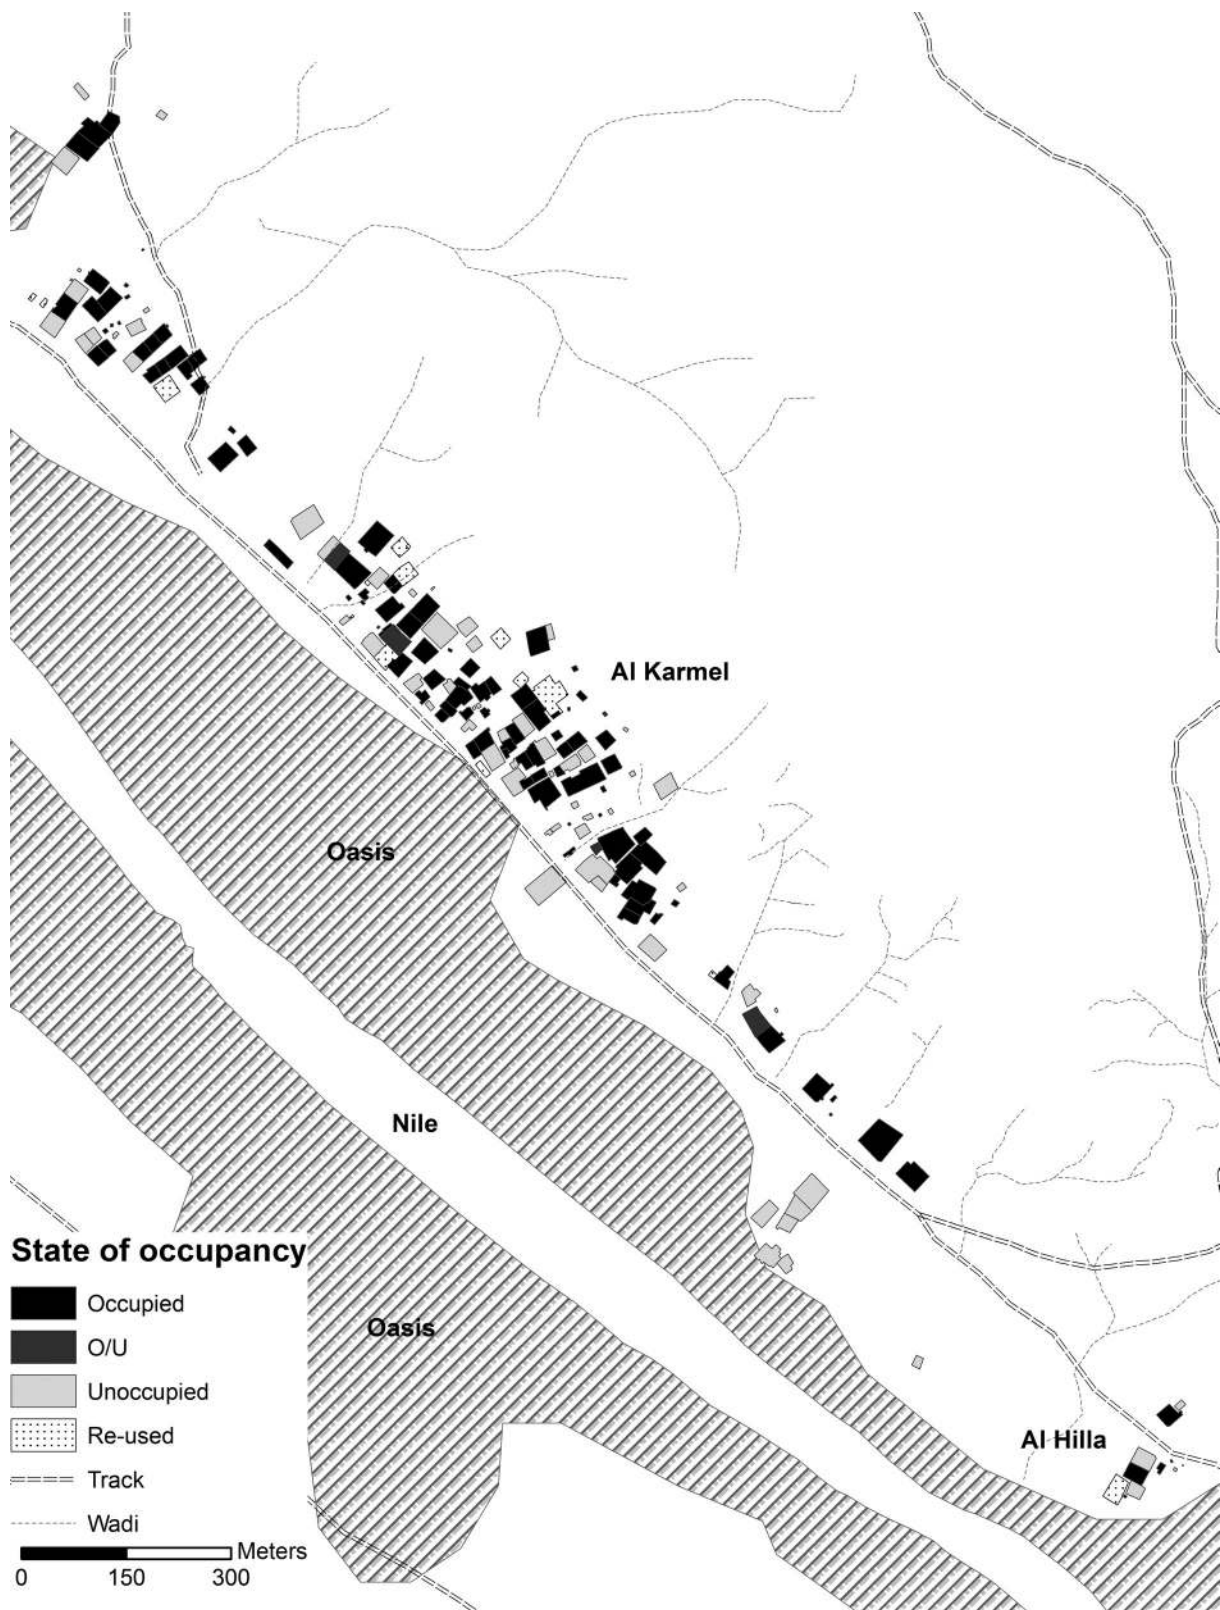 Al Karmel
Oasis
Nile
State of occupancy
Occupied
O/U
Unoccupied
Re-used
Track
Wadi
Meters
0 150 300
Oasis
Al Hilla